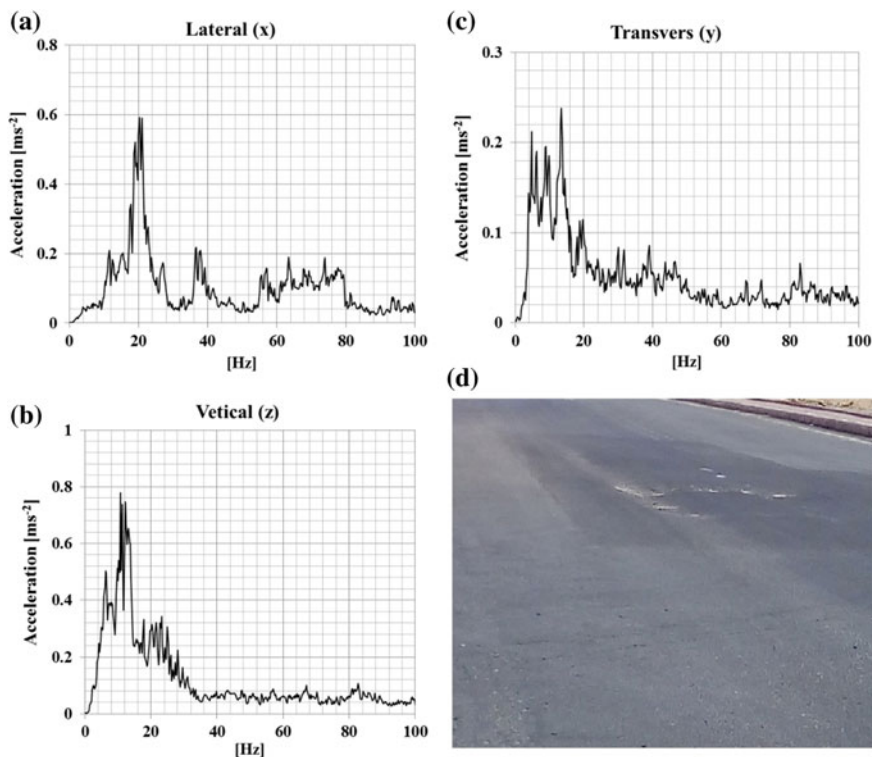 (a)
Lateral (x)
0.8
0.6
0.4
0.2
0
Acceleration [ms-2]
0 20 40 60 80 100
[Hz]
(c)
Transvers (y)
0.3
0.2
0.1
0
Acceleration [ms-2]
0 20 40 60 80 100
[Hz]
(b)
Vetical (z)
1
0.8
0.6
0.4
0.2
0
Acceleration [ms-2]
0 20 40 60 80 100
[Hz]
(d)